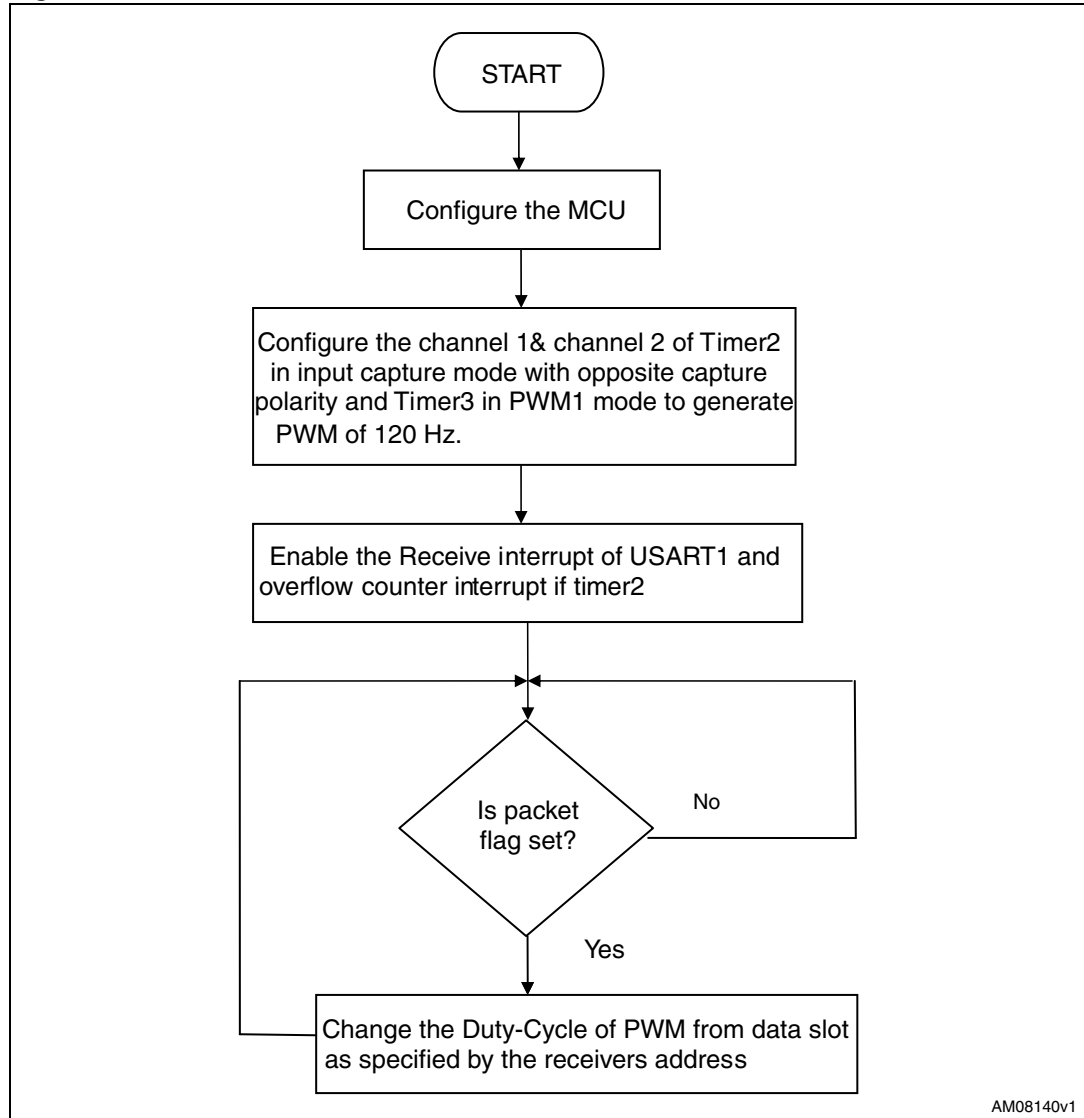 START
Configure the MCU
Configure the channel 1& channel 2 of Timer2
in input capture mode with opposite capture
polarity and Timer3 in PWM1 mode to generate
PWM of 120 Hz.
Enable the Receive interrupt of USART1 and
overflow counter interrupt if timer2
Is packet
flag set?
No
Yes
Change the Duty-Cycle of PWM from data slot
as specified by the receivers address
AM08140v1